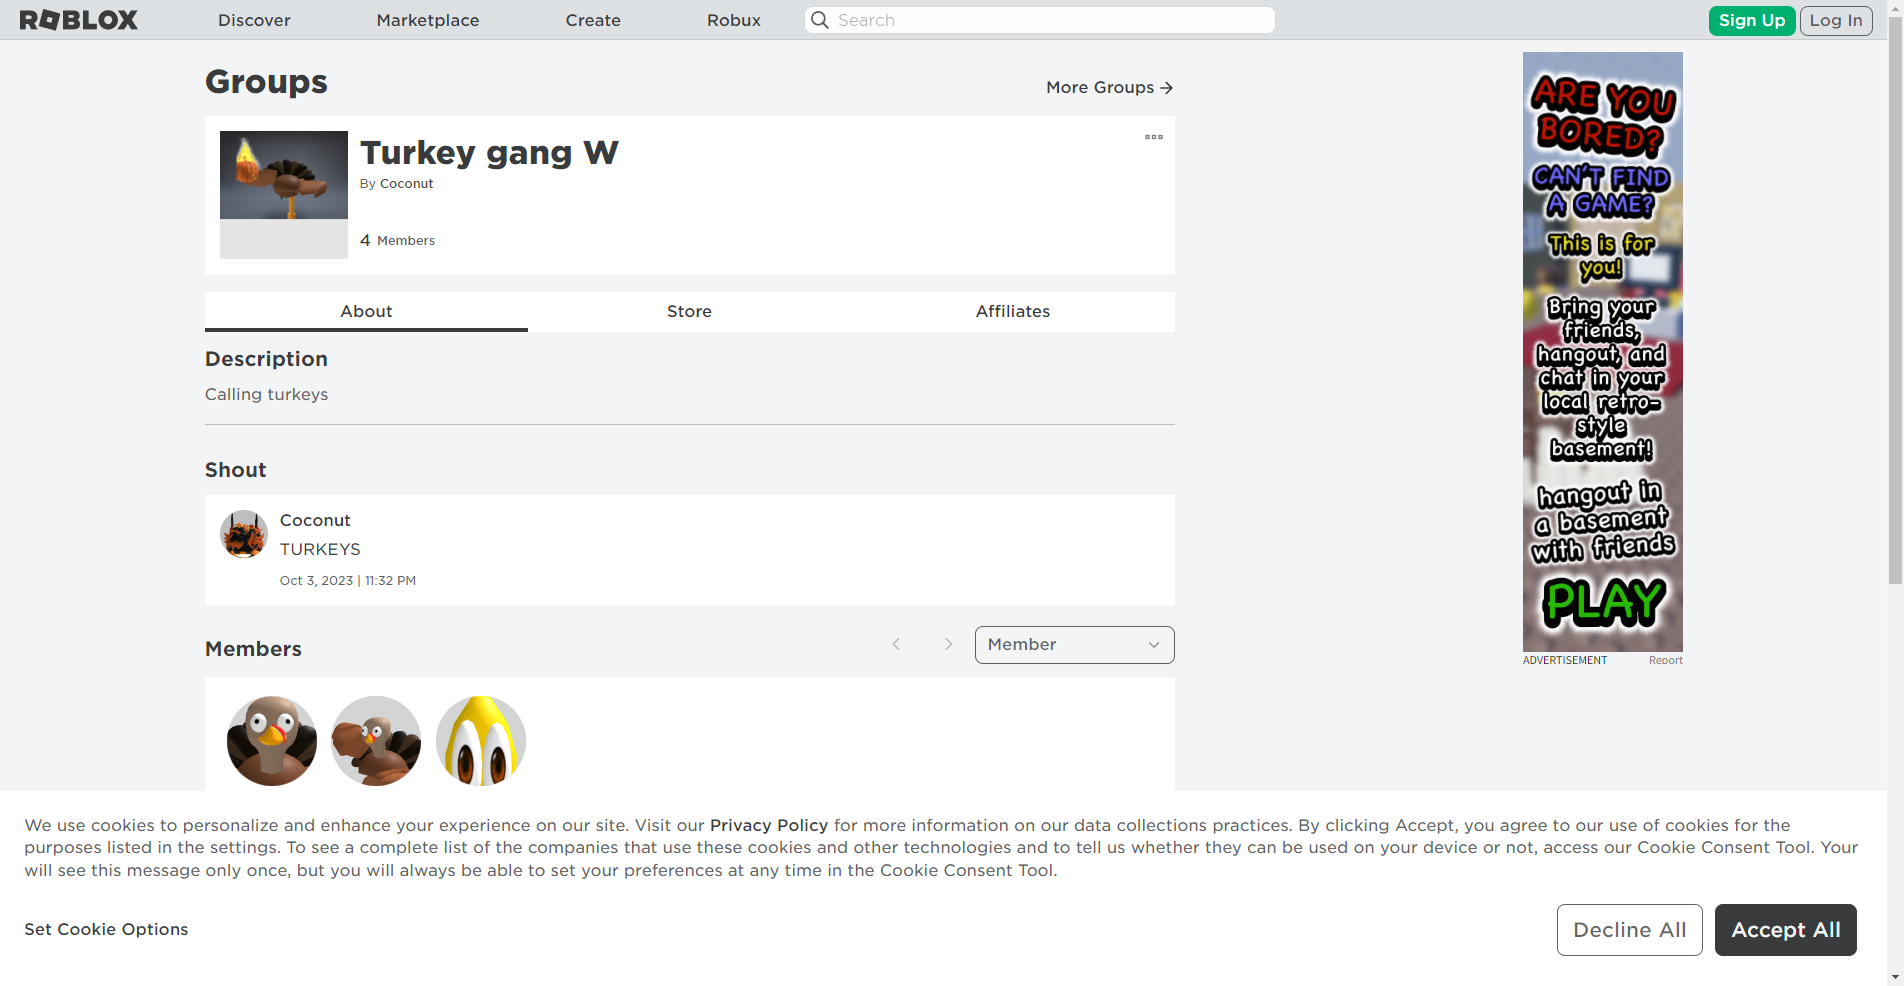 ROBLOX
Discover
Marketplace
Create
Robux
Search
Sign Up
Log In
Groups
More Groups
Turkey gang W
By Coconut
4 Members
About
Store
Affiliates
Description
Calling turkeys
Shout
Coconut
TURKEYS
Oct 3, 2023 | 11:32 PM
Members
Member
ARE YOU
BORED?
CAN'T FIND
A GAME?
This is for
you!
Bring your
friends,
hangout, and
chat in your
local retro-
style
basement!
hangout in
a basement
with friends
PLAY
ADVERTISEMENT
Report
We use cookies to personalize and enhance your experience on our site. Visit our Privacy Policy for more information on our data collections practices. By clicking Accept, you agree to our use of cookies for the
purposes listed in the settings. To see a complete list of the companies that use these cookies and other technologies and to tell us whether they can be used on your device or not, access our Cookie Consent Tool. Your
will see this message only once, but you will always be able to set your preferences at any time in the Cookie Consent Tool.
Set Cookie Options
Decline All
Accept All